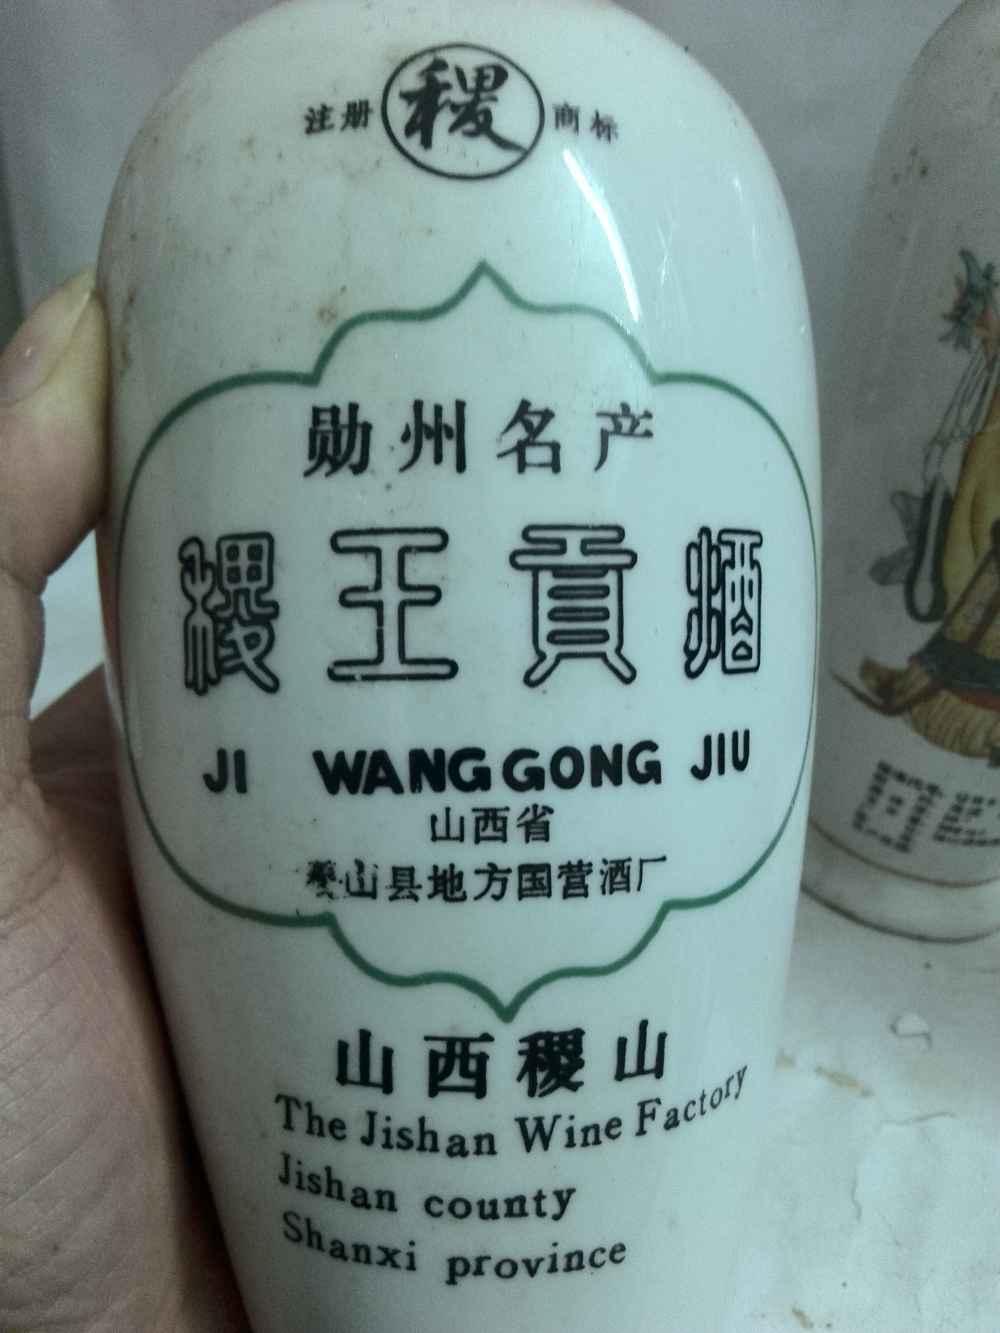 注册 稷 商标
勋州名产
稷王貢酒
JI WANG GONG JIU
山西省
稷山县地方国营酒厂
山西稷山
The Jishan Wine Factory
Jishan county
Shanxi province